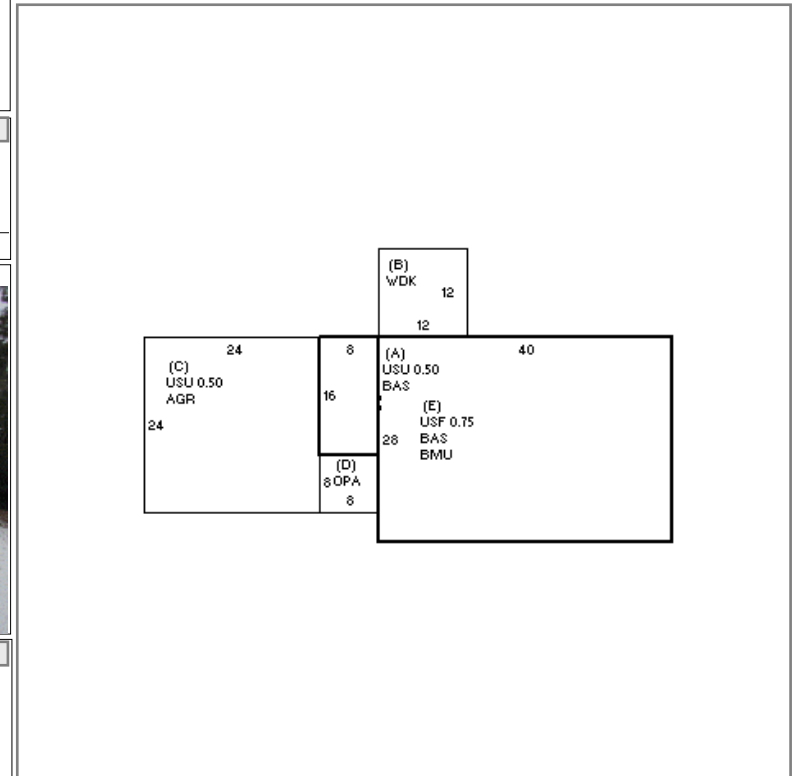 (B)
WDK
12
12
24
(C)
USU 0.50
AGR
24
8
16
(D)
8 OPA
8
(A)
USU 0.50
BAS
40
(E)
USF 0.75
28 BAS
BMU